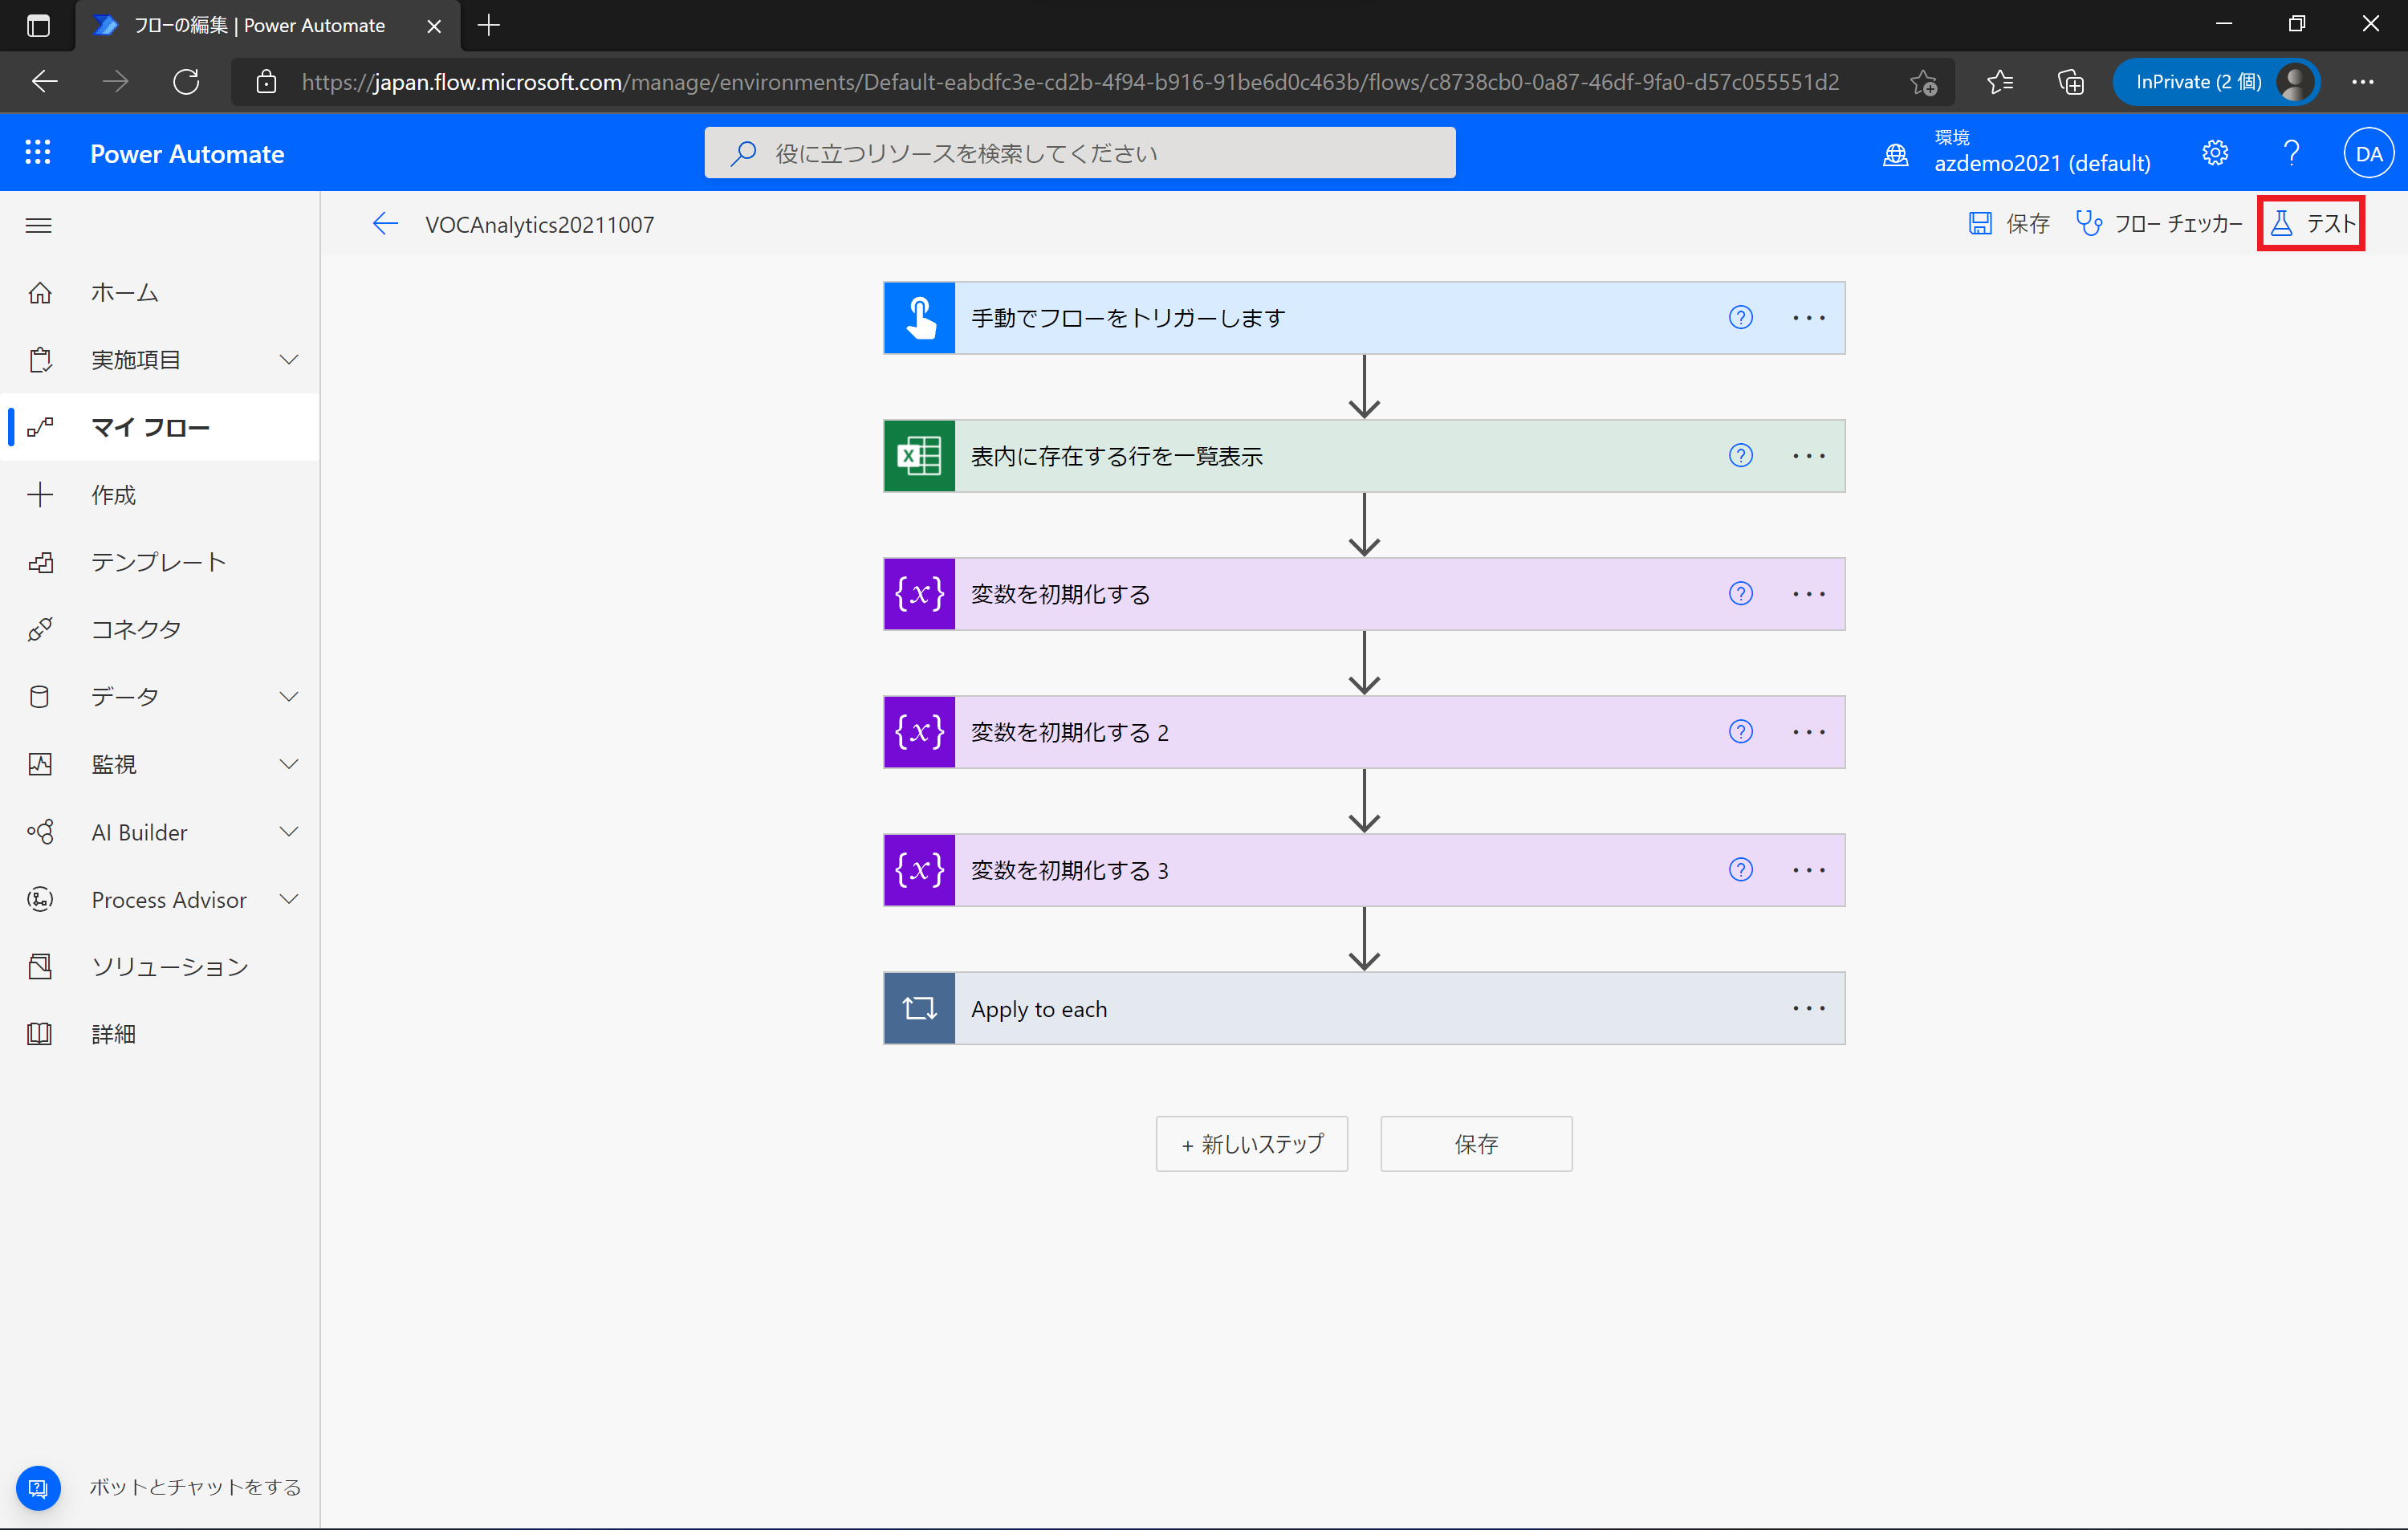 フローの編集 | Power Automate
https://japan.flow.microsoft.com/manage/environments/Default-eabdfc3e-cd2b-4f94-b916-91be6d0c463b/flows/c8738cb0-0a87-46df-9fa0-d57c055551d2
InPrivate (2 個)
Power Automate
役に立つリソースを検索してください
環境
azdemo2021 (default)
DA
VOCAnalytics20211007
保存
フロー チェッカー
テスト
ホーム
実施項目
マイ フロー
作成
テンプレート
コネクタ
データ
監視
AI Builder
Process Advisor
ソリューション
詳細
ボットとチャットをする
手動でフローをトリガーします
表内に存在する行を一覧表示
{x} 変数を初期化する
{x} 変数を初期化する 2
{x} 変数を初期化する 3
Apply to each
+ 新しいステップ
保存